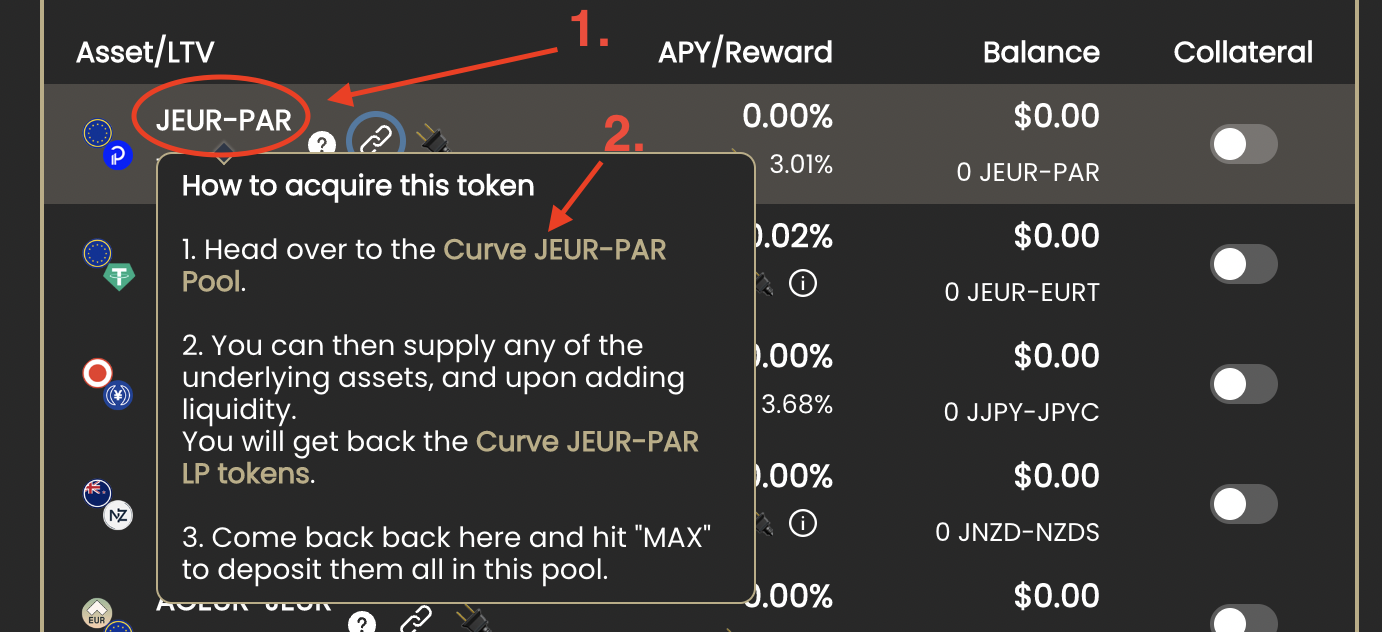 1.
Asset/LTV
APY/Reward
Balance
Collateral
JEUR-PAR
?
0.00%
$0.00
3.01%
0 JEUR-PAR
2.
How to acquire this token
1. Head over to the Curve JEUR-PAR
Pool.
2. You can then supply any of the
underlying assets, and upon adding
liquidity.
You will get back the Curve JEUR-PAR
LP tokens.
3. Come back back here and hit "MAX"
to deposit them all in this pool.
0.02%
$0.00
0 JEUR-EURT
0.00%
$0.00
3.68%
0 JJPY-JPYC
NZ
0.00%
$0.00
0 JNZD-NZDS
EUR
AGEUR-JEUR
?
0.00%
$0.00